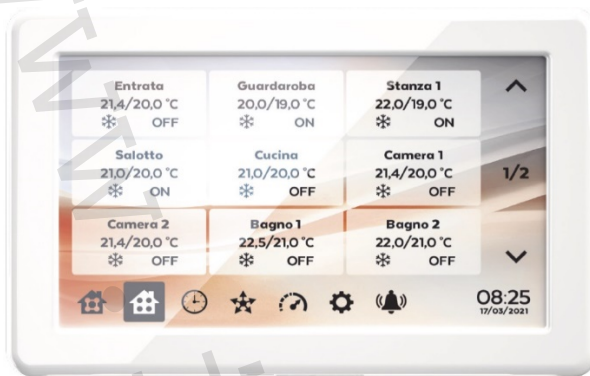 Entrata
21,4/20,0 °C
OFF
Guardaroba
20,0/19,0 °C
ON
Stanza 1
22,0/19,0 °C
ON
Salotto
21,0/20,0 °C
ON
Cucina
21,0/20,0 °C
OFF
Camera 1
21,4/20,0 °C
OFF
1/2
Camera 2
21,4/20,0 °C
OFF
Bagno 1
22,5/21,0 °C
OFF
Bagno 2
22,0/21,0 °C
OFF
08:25
17/03/2021